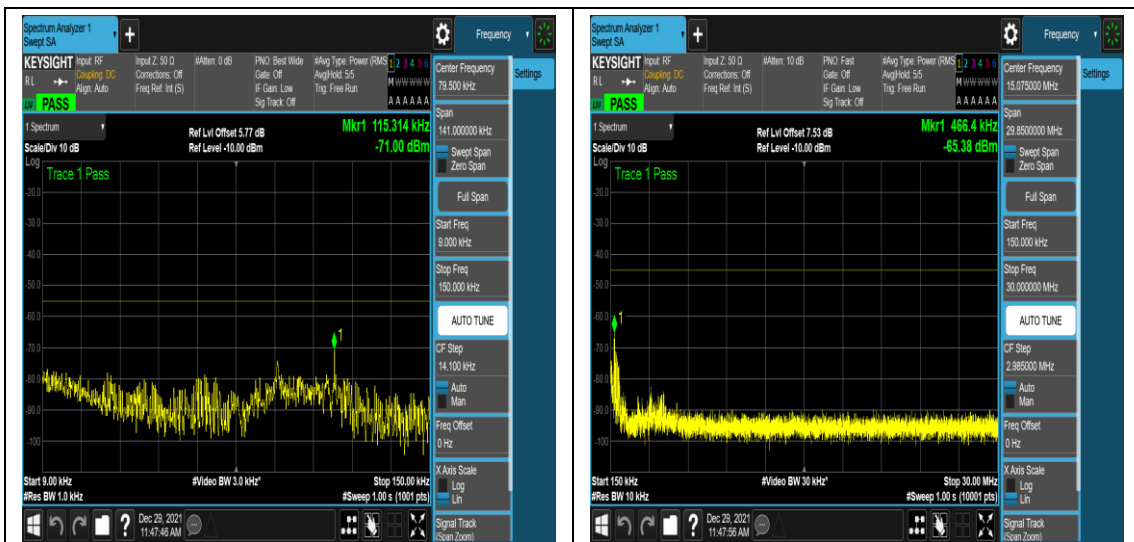 Spectrum Analyzer 1
Swept SA
+
Frequency
KEYSIGHT
Input: RF
Coupling: DC
Align: Auto
Input Z: 50 Ω
Corrections: Off
Freq Ref: Int (S)
#Atten: 0 dB
PNO: Best Wide
Gate: Off
IF Gain: Low
Sig Track: Off
#Avg Type: Power (RMS
Avg|Hold: 5/5
Trig: Free Run
1 2 3 4 5 6
M W W W W W
A A A A A A
R L
LW PASS
Center Frequency
79.500 kHz
Settings
Span
141.000000 kHz
Swept Span
Zero Span
Full Span
Start Freq
9.000 kHz
Stop Freq
150.000 kHz
AUTO TUNE
CF Step
14.100 kHz
Auto
Man
Freq Offset
0 Hz
X Axis Scale
Log
Lin
Signal Track
(Span Zoom)
1 Spectrum
Scale/Div 10 dB
Ref Lvl Offset 5.77 dB
Ref Level -10.00 dBm
Mkr1 115.314 kHz
-71.00 dBm
Log
Trace 1 Pass
-20.0
-30.0
-40.0
-50.0
-60.0
-70.0
-80.0
-90.0
-100
1
Start 9.00 kHz
#Res BW 1.0 kHz
#Video BW 3.0 kHz*
Stop 150.00 kHz
#Sweep 1.00 s (1001 pts)
?
Dec 29, 2021
11:47:46 AM
Spectrum Analyzer 1
Swept SA
+
Frequency
KEYSIGHT
Input: RF
Coupling: DC
Align: Auto
Input Z: 50 Ω
Corrections: Off
Freq Ref: Int (S)
#Atten: 10 dB
PNO: Fast
Gate: Off
IF Gain: Low
Sig Track: Off
#Avg Type: Power (RMS
Avg|Hold: 5/5
Trig: Free Run
1 2 3 4 5 6
M W W W W W
A A A A A A
R L
LW PASS
Center Frequency
15.075000 MHz
Settings
Span
29.8500000 MHz
Swept Span
Zero Span
Full Span
Start Freq
150.000 kHz
Stop Freq
30.000000 MHz
AUTO TUNE
CF Step
2.985000 MHz
Auto
Man
Freq Offset
0 Hz
X Axis Scale
Log
Lin
Signal Track
(Span Zoom)
1 Spectrum
Scale/Div 10 dB
Ref Lvl Offset 7.53 dB
Ref Level -10.00 dBm
Mkr1 466.4 kHz
-65.38 dBm
Log
Trace 1 Pass
-20.0
-30.0
-40.0
-50.0
-60.0
-70.0
-80.0
-90.0
-100
1
Start 150 kHz
#Res BW 10 kHz
#Video BW 30 kHz*
Stop 30.00 MHz
#Sweep 1.00 s (10001 pts)
?
Dec 29, 2021
11:47:56 AM